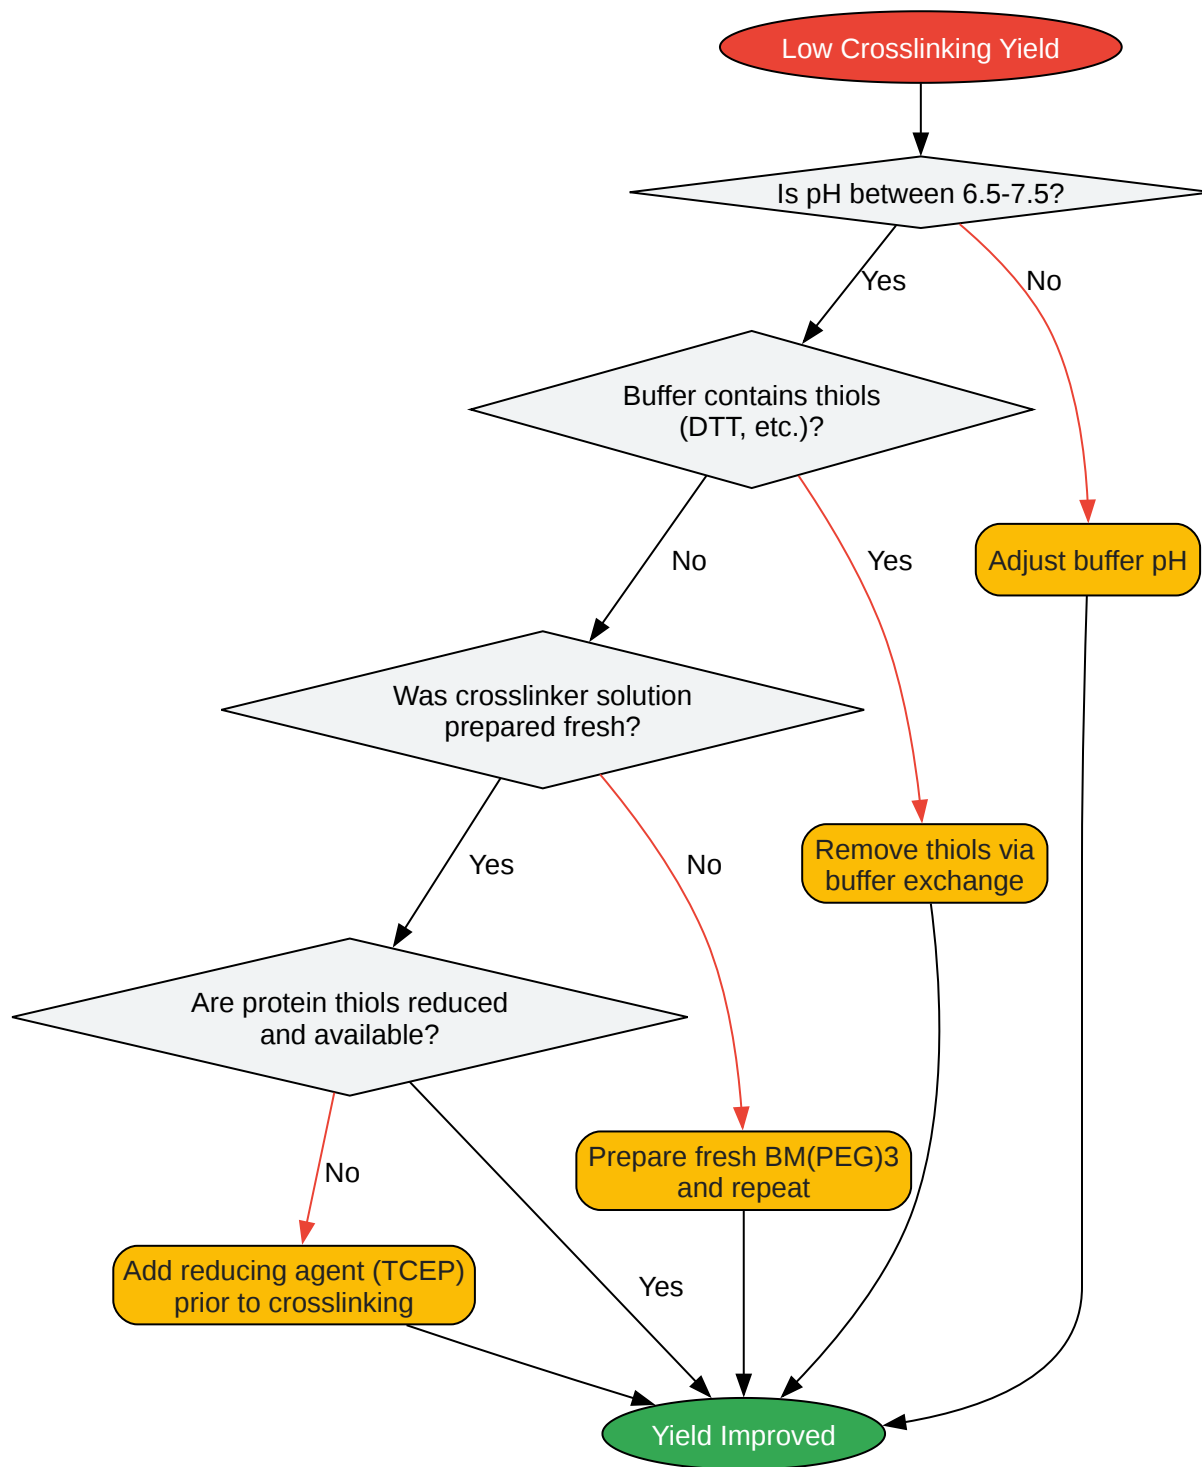 Low Crosslinking Yield
Is pH between 6.5-7.5?
Yes
No
Buffer contains thiols
(DTT, etc.)?
No
Yes
Adjust buffer pH
Was crosslinker solution
prepared fresh?
Yes
No
Remove thiols via
buffer exchange
Are protein thiols reduced
and available?
No
Yes
Prepare fresh BM(PEG)3
and repeat
Add reducing agent (TCEP)
prior to crosslinking
Yield Improved